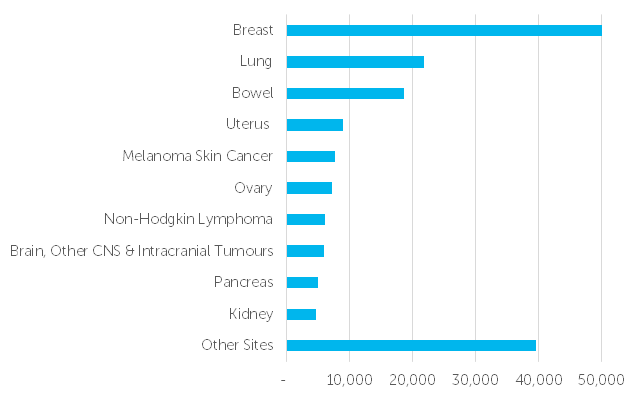 Breast
Lung
Bowel
Uterus
Melanoma Skin Cancer
Ovary
Non-Hodgkin Lymphoma
Brain, Other CNS & Intracranial Tumours
Pancreas
Kidney
Other Sites
- 10,000 20,000 30,000 40,000 50,000